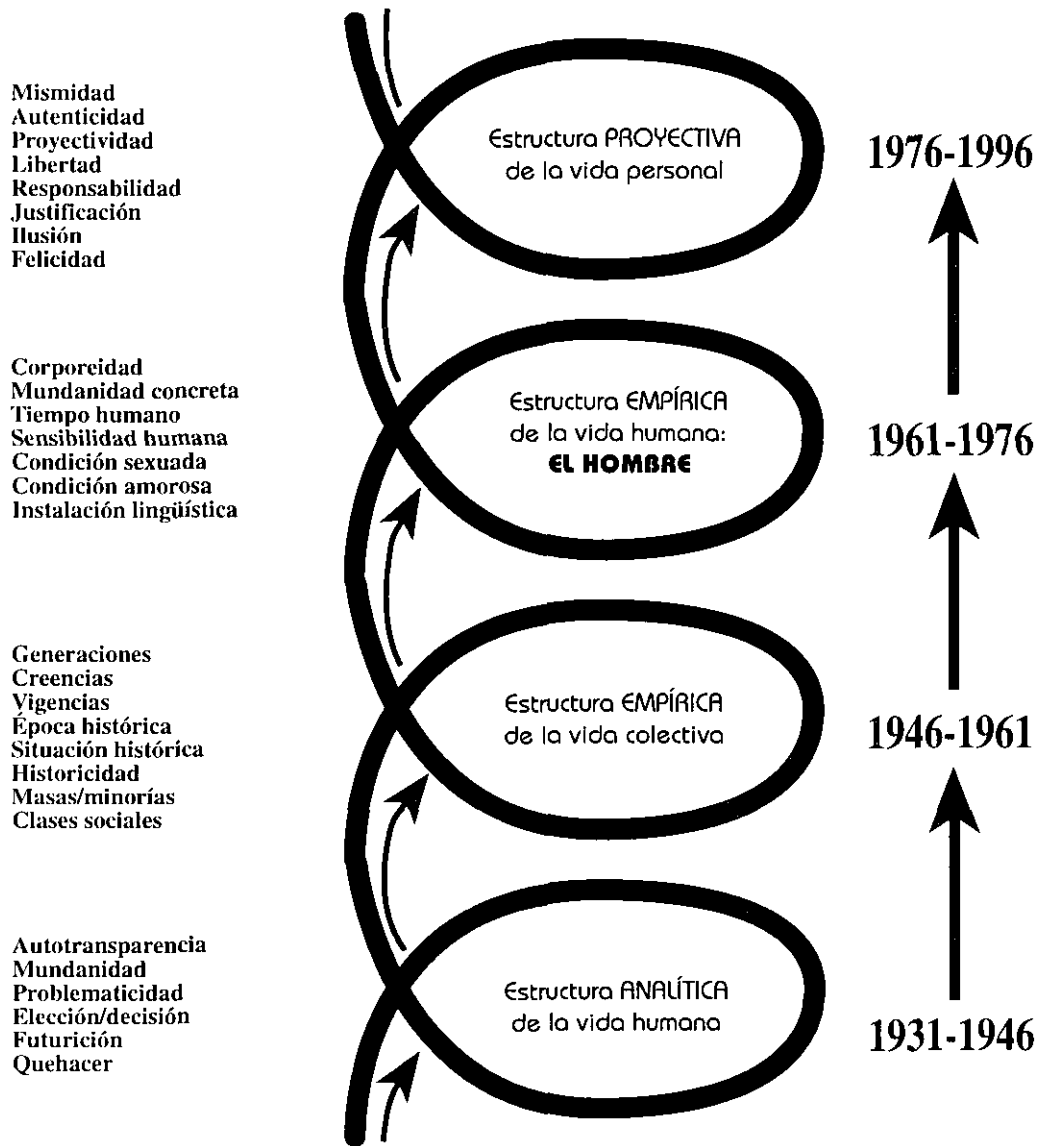 Mismidad
Autenticidad
Proyectividad
Libertad
Responsabilidad
Justificación
Ilusión
Felicidad
Estructura PROYECTIVA
de la vida personal
1976-1996
Corporeidad
Mundanidad concreta
Tiempo humano
Sensibilidad humana
Condición sexuada
Condición amorosa
Instalación lingüística
Estructura EMPÍRICA
de la vida humana:
EL HOMBRE
1961-1976
Generaciones
Creencias
Vigencias
Época histórica
Situación histórica
Historicidad
Masas/minorías
Clases sociales
Estructura EMPÍRICA
de la vida colectiva
1946-1961
Autotransparencia
Mundanidad
Problematicidad
Elección/decisión
Futurición
Quehacer
Estructura ANALÍTICA
de la vida humana
1931-1946